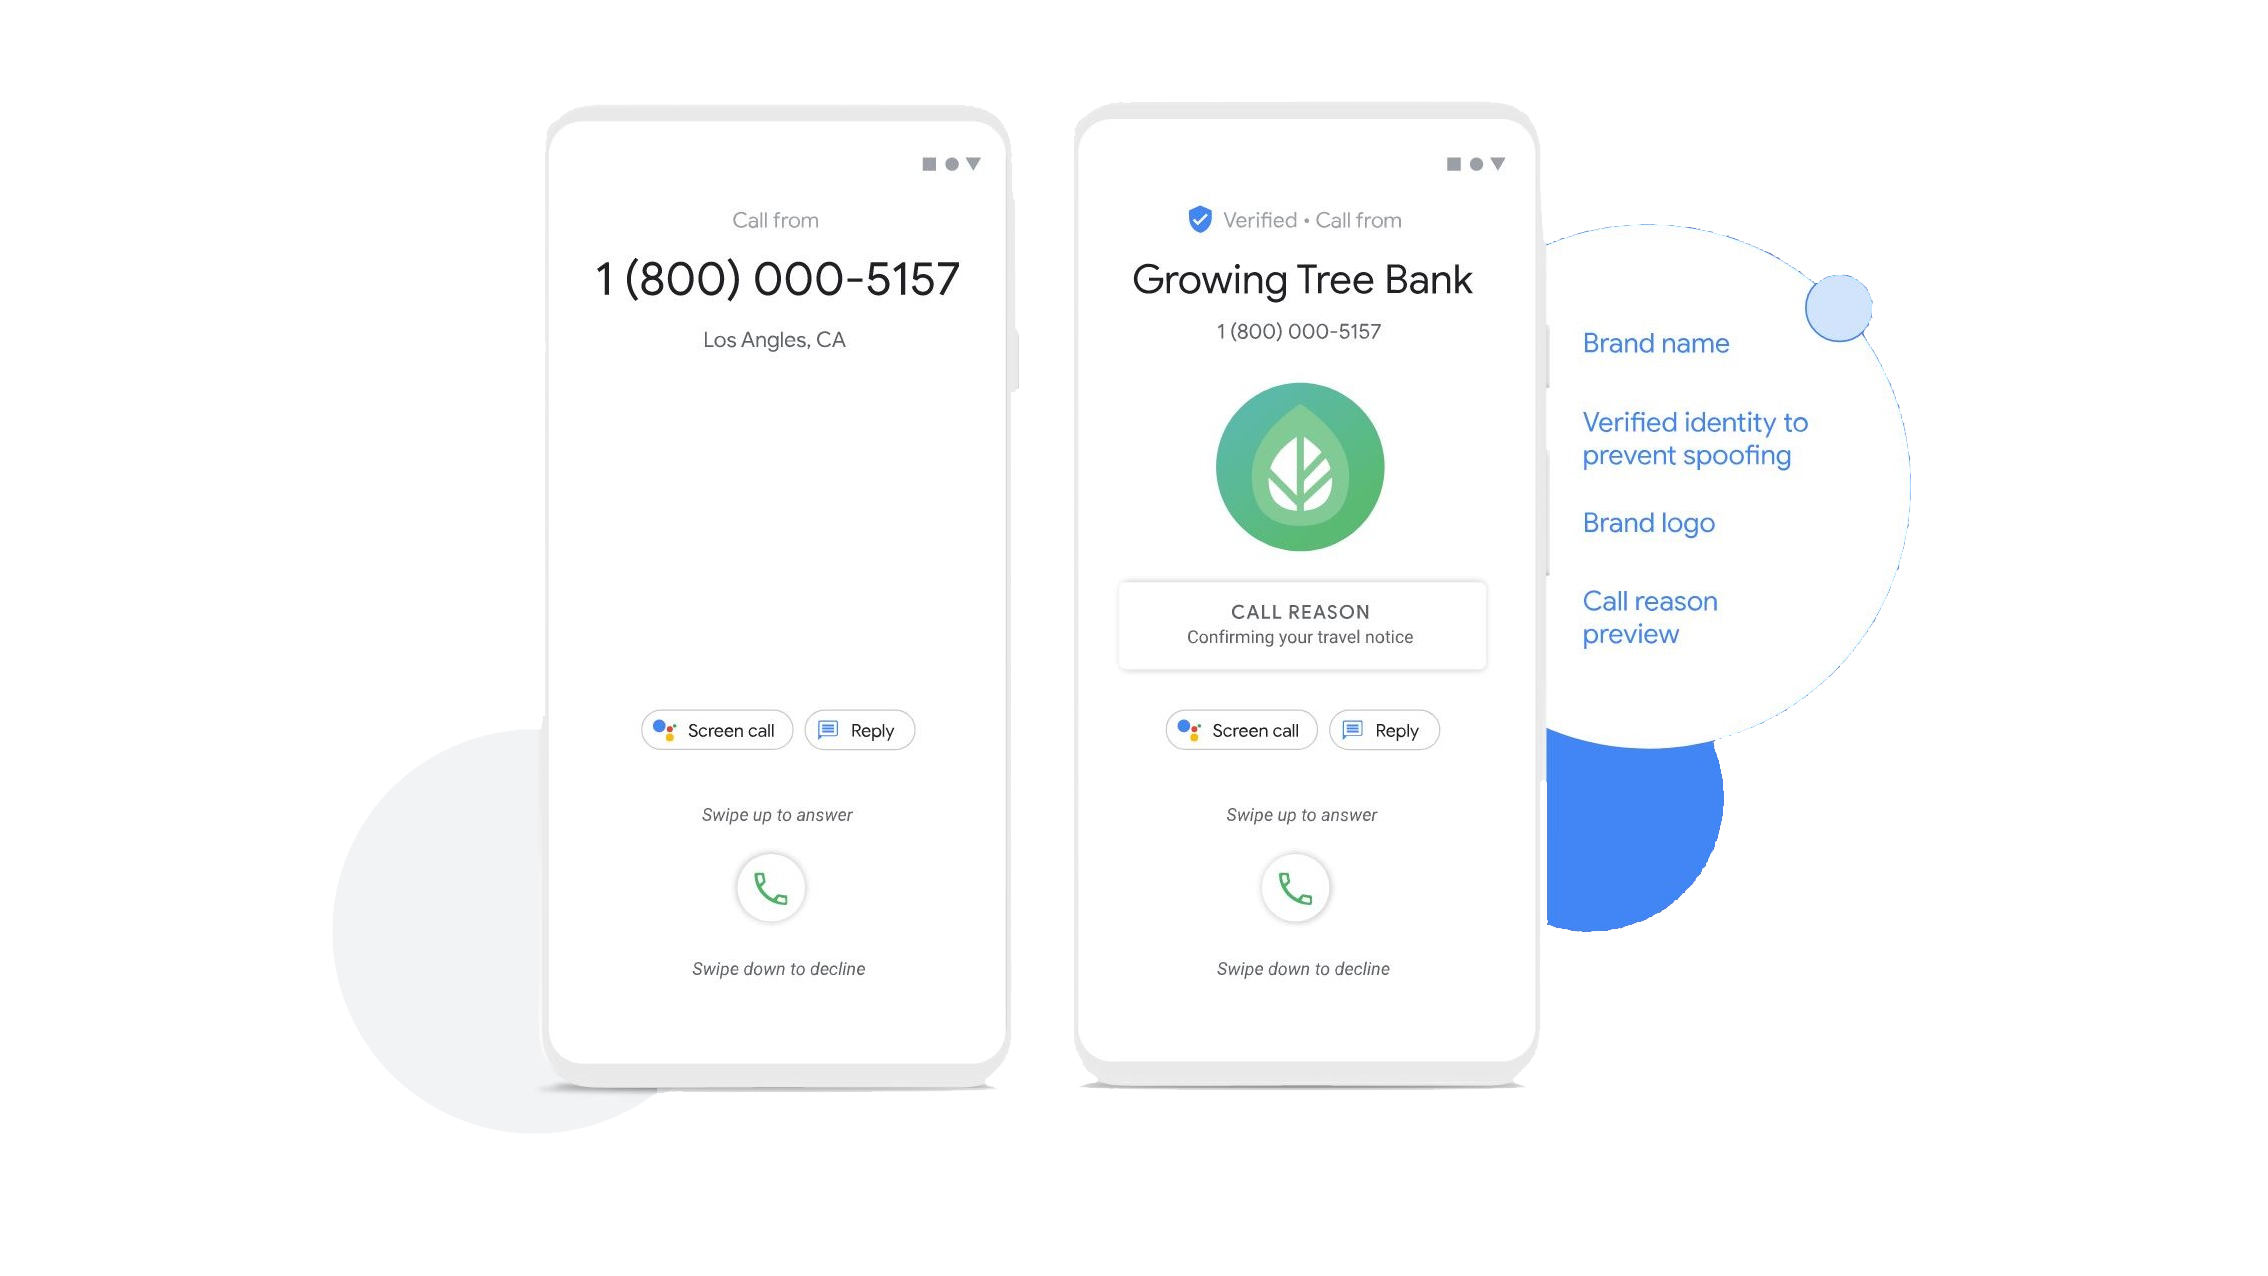 Call from
1 (800) 000-5157
Los Angles, CA
Screen call
Reply
Swipe up to answer
Swipe down to decline
Verified • Call from
Growing Tree Bank
1 (800) 000-5157
CALL REASON
Confirming your travel notice
Screen call
Reply
Swipe up to answer
Swipe down to decline
Brand name
Verified identity to
prevent spoofing
Brand logo
Call reason
preview